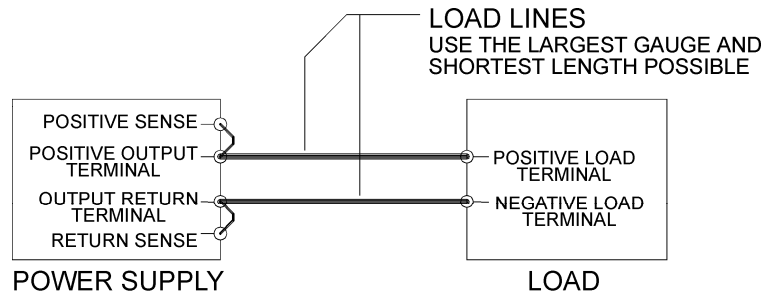 LOAD LINES
USE THE LARGEST GAUGE AND
SHORTEST LENGTH POSSIBLE
POSITIVE SENSE
POSITIVE OUTPUT
TERMINAL
OUTPUT RETURN
TERMINAL
RETURN SENSE
POWER SUPPLY
POSITIVE LOAD
TERMINAL
NEGATIVE LOAD
TERMINAL
LOAD